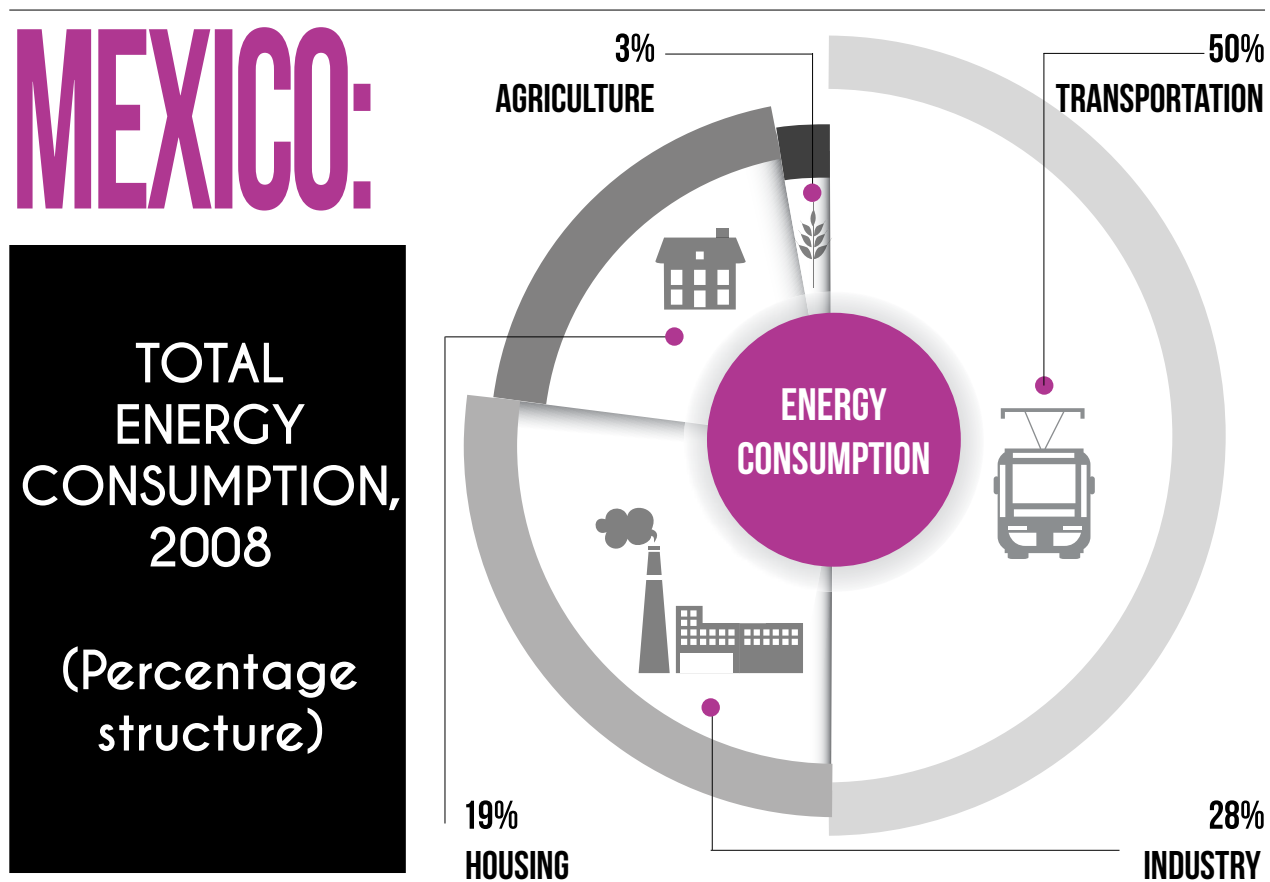 MEXICO:
TOTAL
ENERGY
CONSUMPTION,
2008
(Percentage
structure)
3%
AGRICULTURE
50%
TRANSPORTATION
ENERGY
CONSUMPTION
19%
HOUSING
28%
INDUSTRY